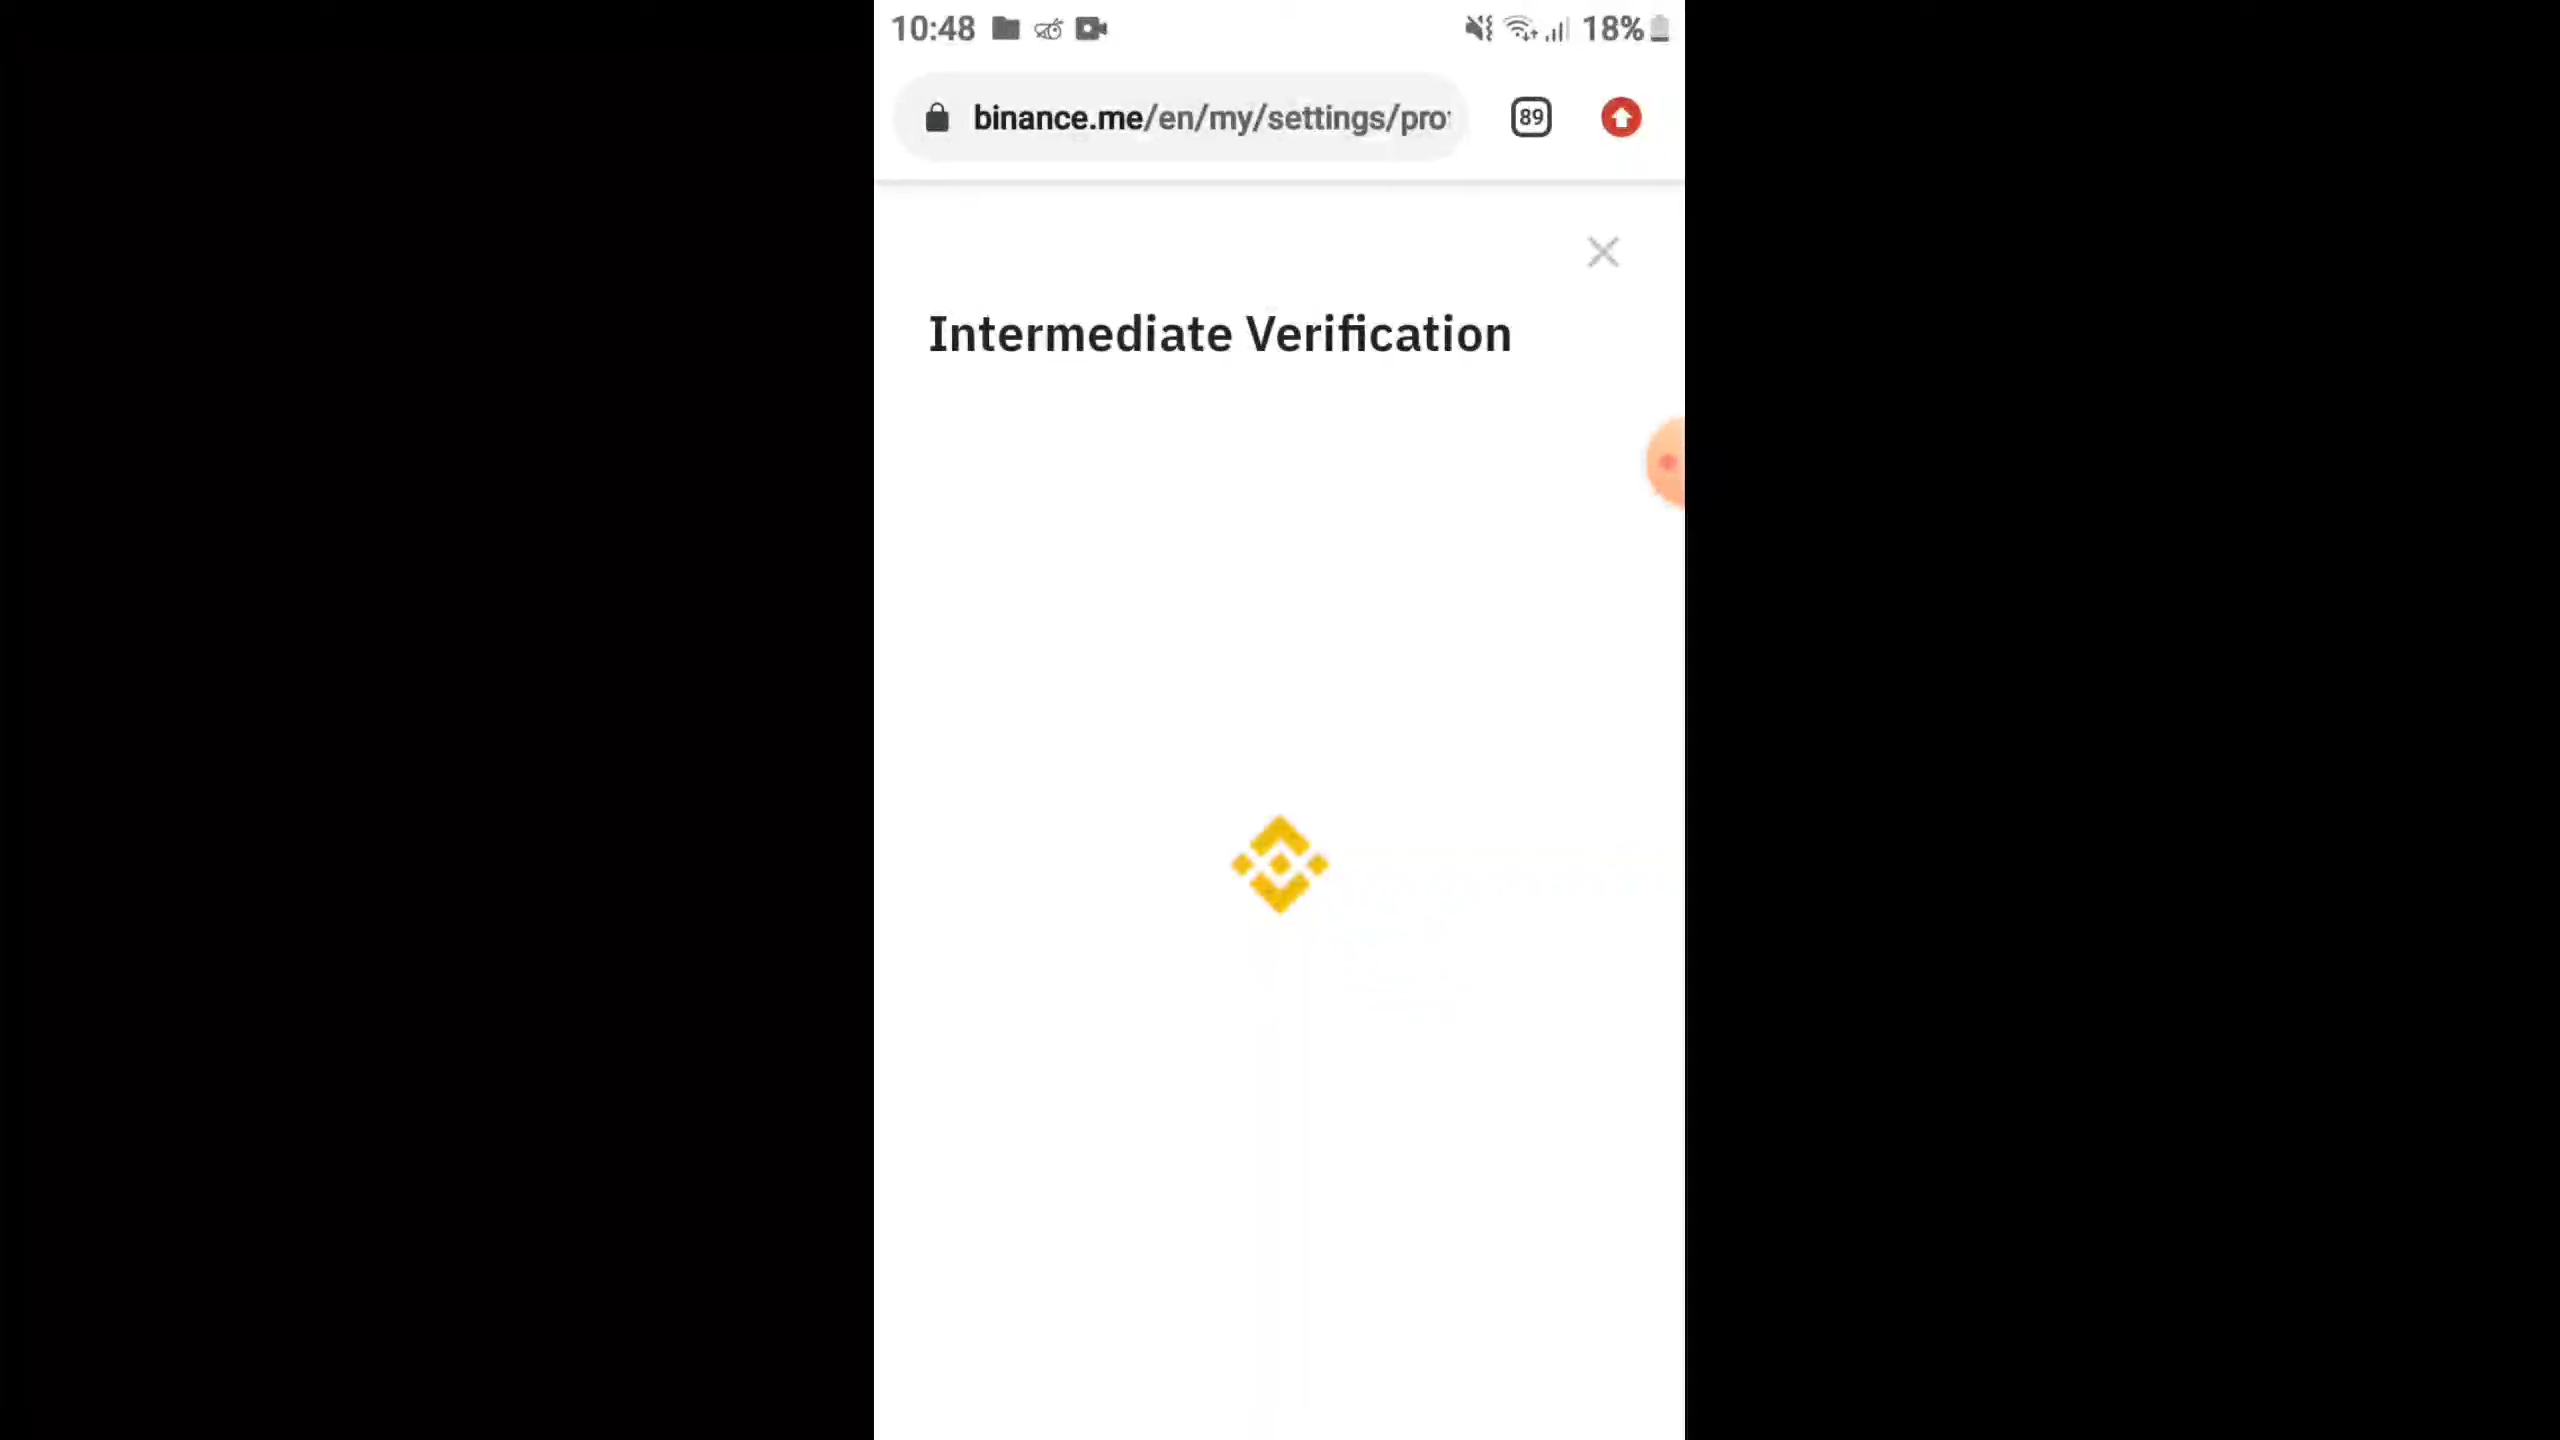 10:48 18%
binance.me/en/my/settings/pro
89
Intermediate Verification